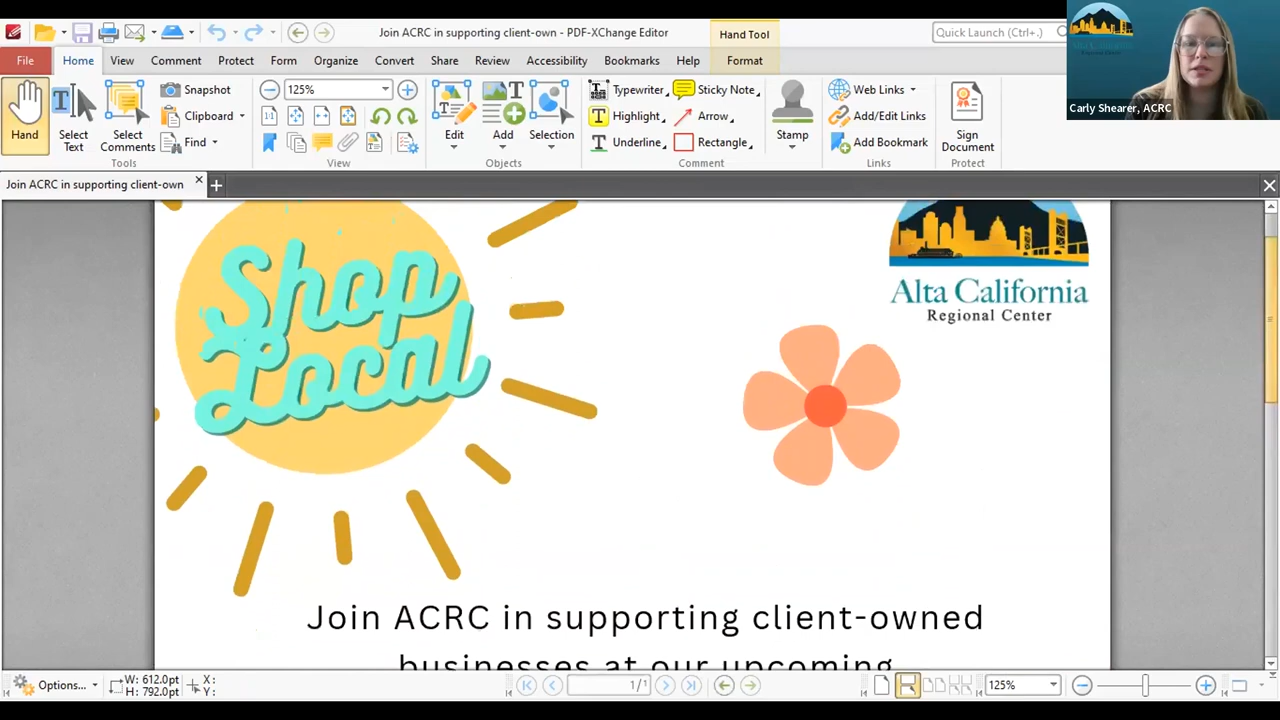 Join ACRC in supporting client-own - PDF-XChange Editor
Hand Tool
Quick Launch (Ctrl+.)
File
Home
View
Comment
Protect
Form
Organize
Convert
Share
Review
Accessibility
Bookmarks
Help
Format
Carly Shearer, ACRC
Hand
Select
Text
Select
Comments
Tools
Snapshot
Clipboard
Find
125%
View
Edit
Add
Selection
Objects
Typewriter
Highlight
Underline
Sticky Note
Arrow
Rectangle
Comment
Stamp
Web Links
Add/Edit Links
Add Bookmark
Links
Sign
Document
Protect
Join ACRC in supporting client-own
Shop
Local
Alta California
Regional Center
Join ACRC in supporting client-owned
businesses at our upcoming
Options...
W: 612.0pt
H: 792.0pt
X:
Y:
1/1
125%